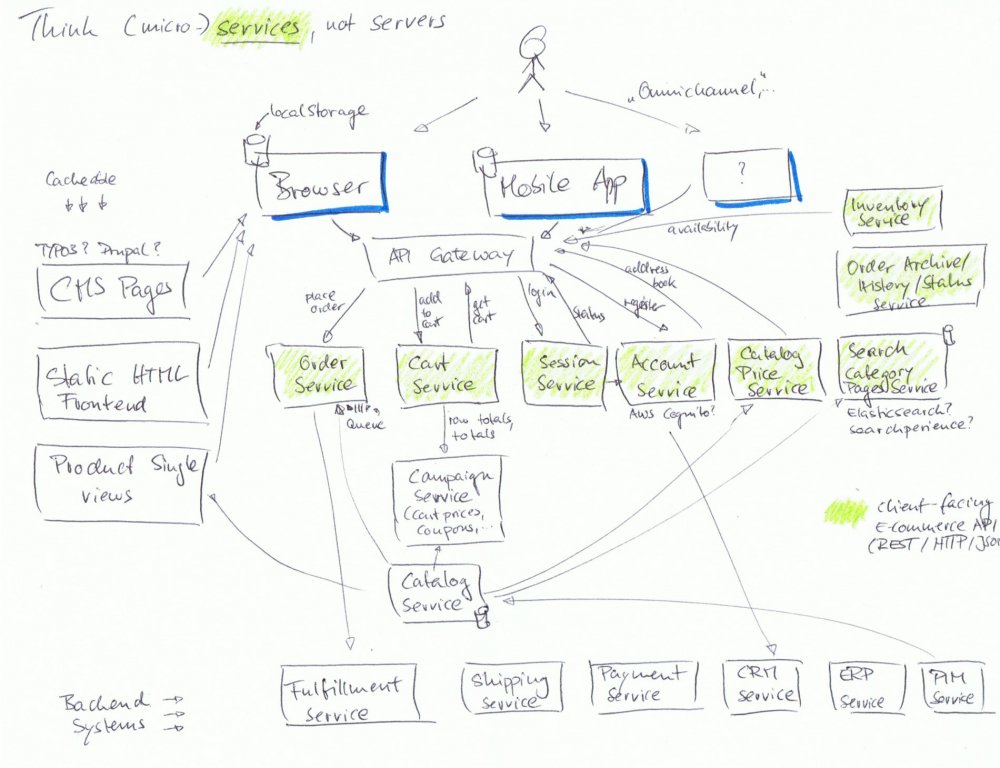 Think (micro-) services, not servers
"Omnichannel"...
localStorage
Cacheable
Browser
Mobile App
?
Inventory
Service
availability
TYPO3? Drupal?
CMS Pages
API Gateway
Order Archive/
History/Status
Service
address
book
place
order
add
to
cart
get
cart
login
status
register
Static HTML
Frontend
Order
Service
Cart
Service
Session
Service
Account
Service
Catalog
Price
Service
Search
Category
Pages Service
AWS Cognito?
Elasticsearch?
searchperience?
Queue
row totals,
totals
Product Single
views
Campaign
Service
(cart prices,
coupons,...
client-facing
E-commerce API
(REST/HTTP/Json
Catalog
Service
Backend
Systems
Fulfillment
Service
Shipping
Service
Payment
Service
CRM
Service
ERP
Service
PIM
Service